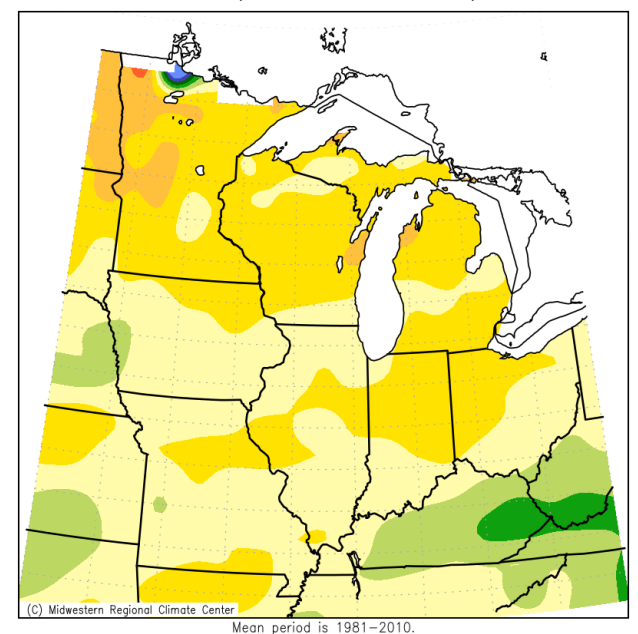 (C) Midwestern Regional Climate Center
Mean period is 1981-2010.